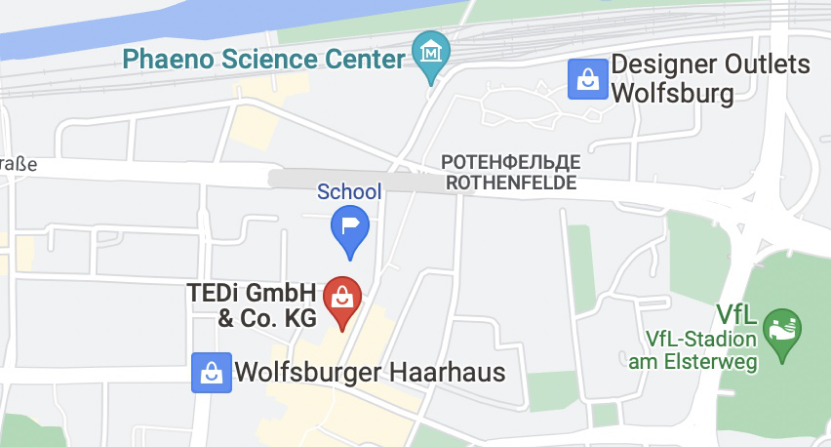 Phaeno Science Center
Designer Outlets
Wolfsburg
raße
РОТЕНФЕЛЬДЕ
ROTHENFELDE
School
TEDi GmbH
& Co. KG
VfL
VfL-Stadion
am Elsterweg
Wolfsburger Haarhaus